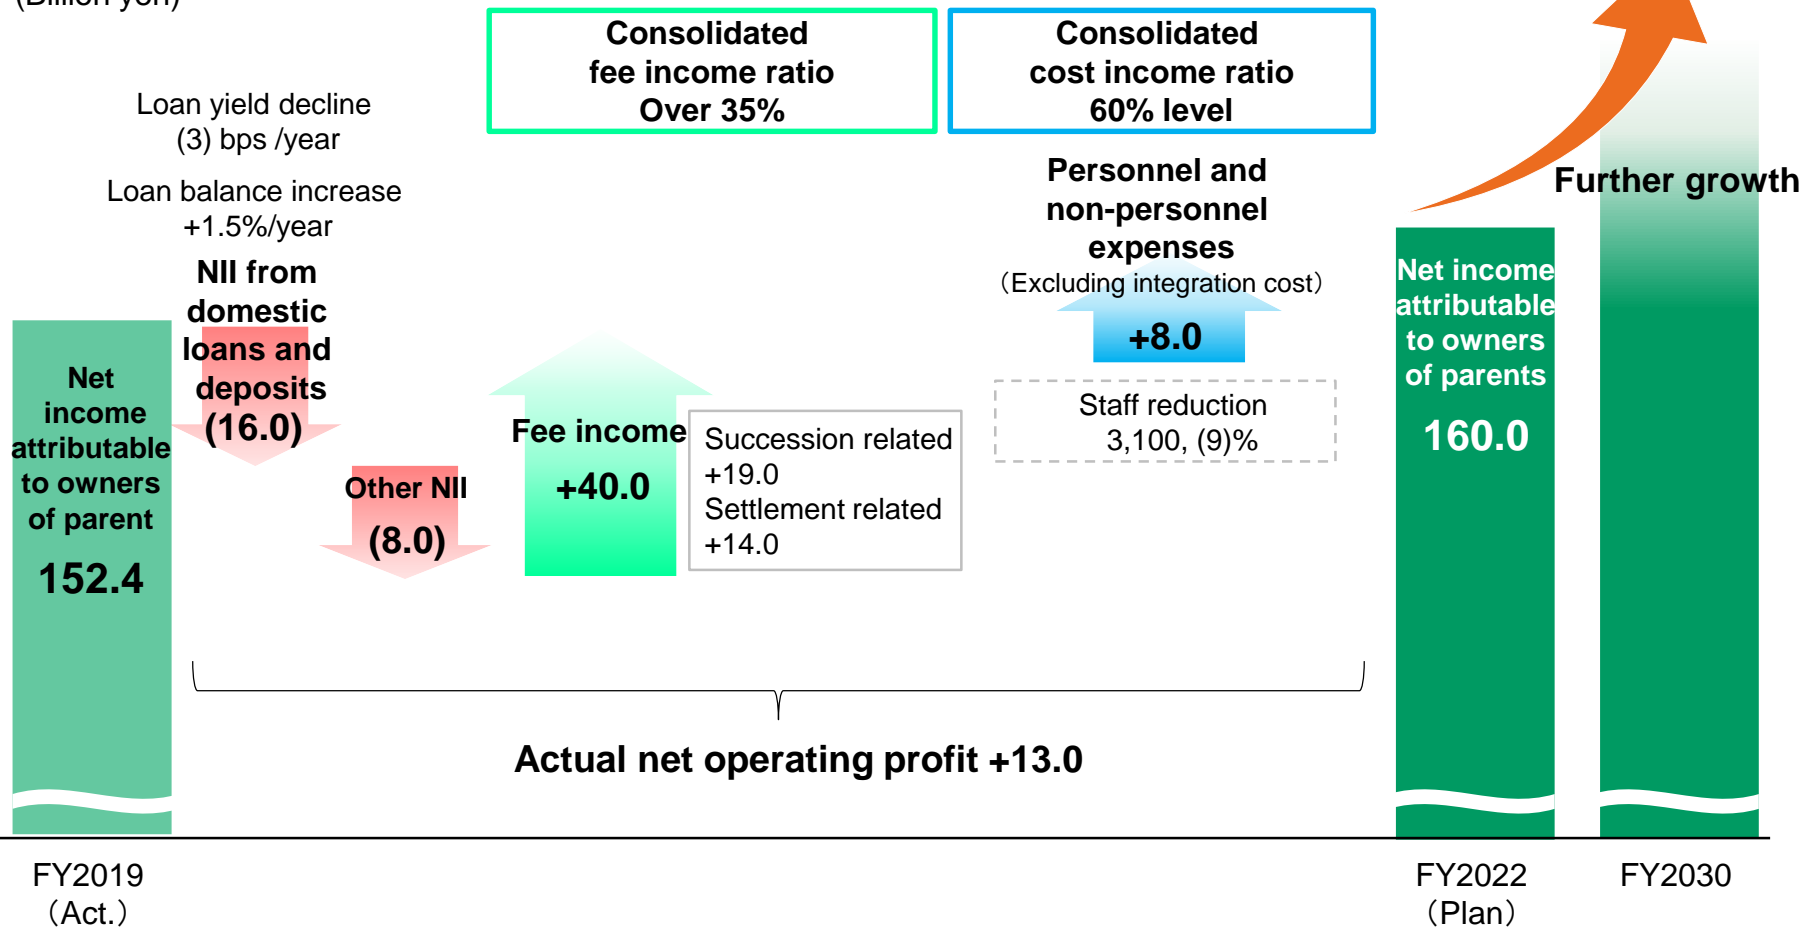 (Billion yen)
Consolidated
fee income ratio
Over 35%
Consolidated
cost income ratio
60% level
Loan yield decline
(3) bps /year
Loan balance increase
+1.5%/year
NII from
domestic
loans and
deposits
(16.0)
Other NII
(8.0)
Fee income
+40.0
Succession related
+19.0
Settlement related
+14.0
Personnel and
non-personnel
expenses
（Excluding integration cost）
+8.0
Staff reduction
3,100, (9)%
Net
income
attributable
to owners
of parent
152.4
Net income
attributable
to owners
of parents
160.0
Further growth
Actual net operating profit +13.0
FY2019
（Act.）
FY2022
（Plan）
FY2030